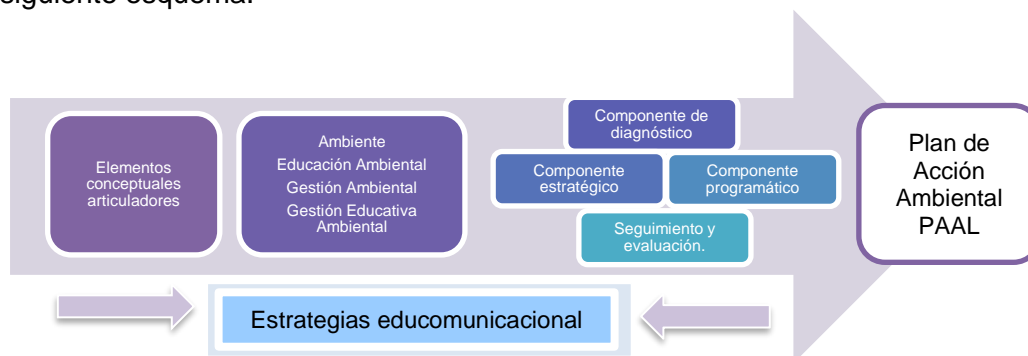 siguiente esquema:
Elementos
conceptuales
articuladores
Ambiente
Educación Ambiental
Gestión Ambiental
Gestión Educativa
Ambiental
Componente de
diagnóstico
Componente
estratégico
Componente
programático
Seguimiento y
evaluación.
Plan de
Acción
Ambiental
PAAL
Estrategias educomunicacional